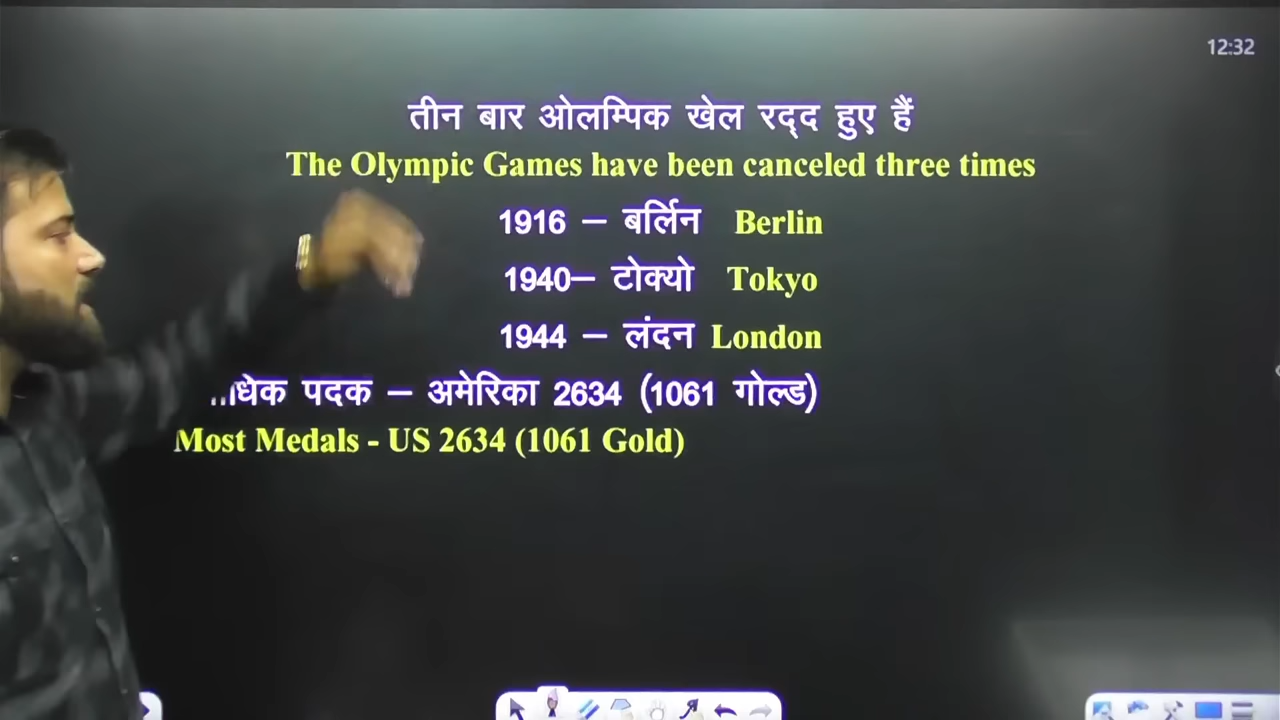 12:32
तीन बार ओलम्पिक खेल रद्द हुए हैं
The Olympic Games have been canceled three times
1916 – बर्लिन Berlin
1940– टोक्यो Tokyo
1944 – लंदन London
पदक – अमेरिका 2634 (1061 गोल्ड)
Most Medals - US 2634 (1061 Gold)